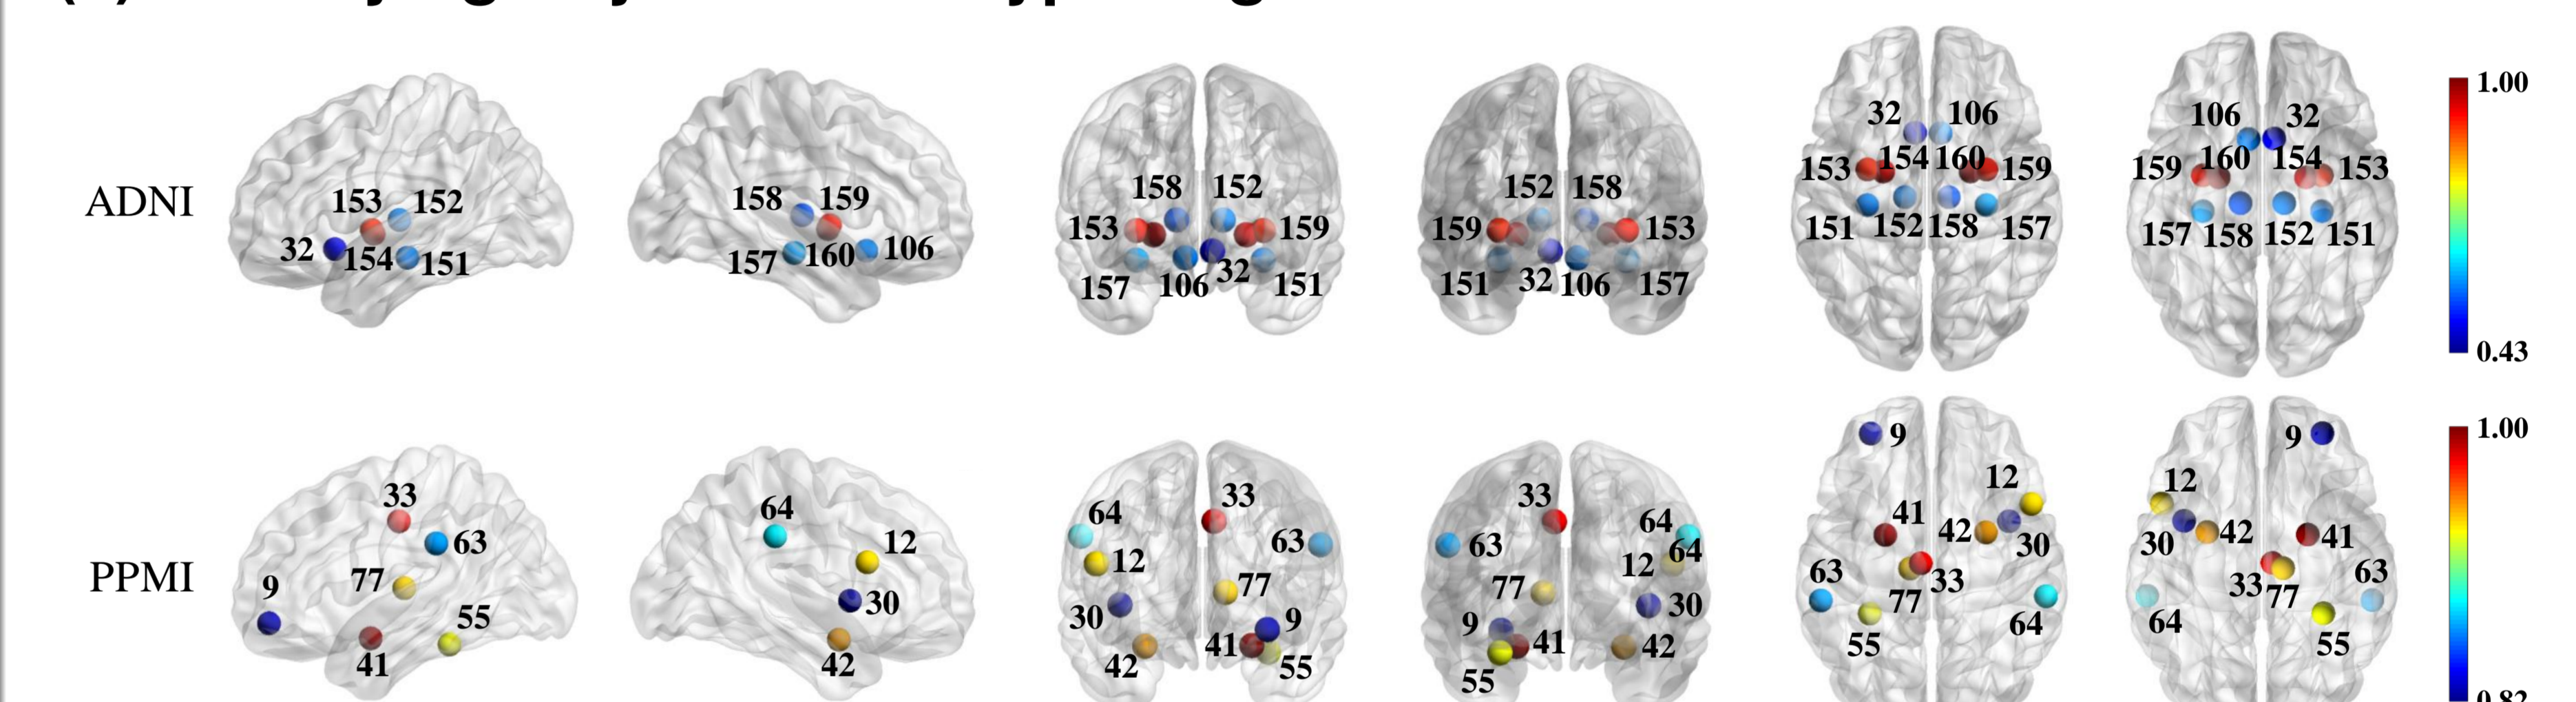 153 152 158 159 158 152 152 158 32 106 106 32 1.00
ADNI 32 154 151 157 160 106 153 159 159 153 153 154 160 159 159 160 154 153
157 106 32 151 151 32 106 157 151 152 158 157 157 158 152 151 0.43
33 64 64 33 33 64 9 9 1.00
63 12 12 63 63 12 64 12 12
PPMI 9 77 30 30 77 9 77 9 30 41 42 30 30 42 41
55 41 42 42 41 55 41 55 42 63 77 33 64 55 64 33 77 63 55
0.82